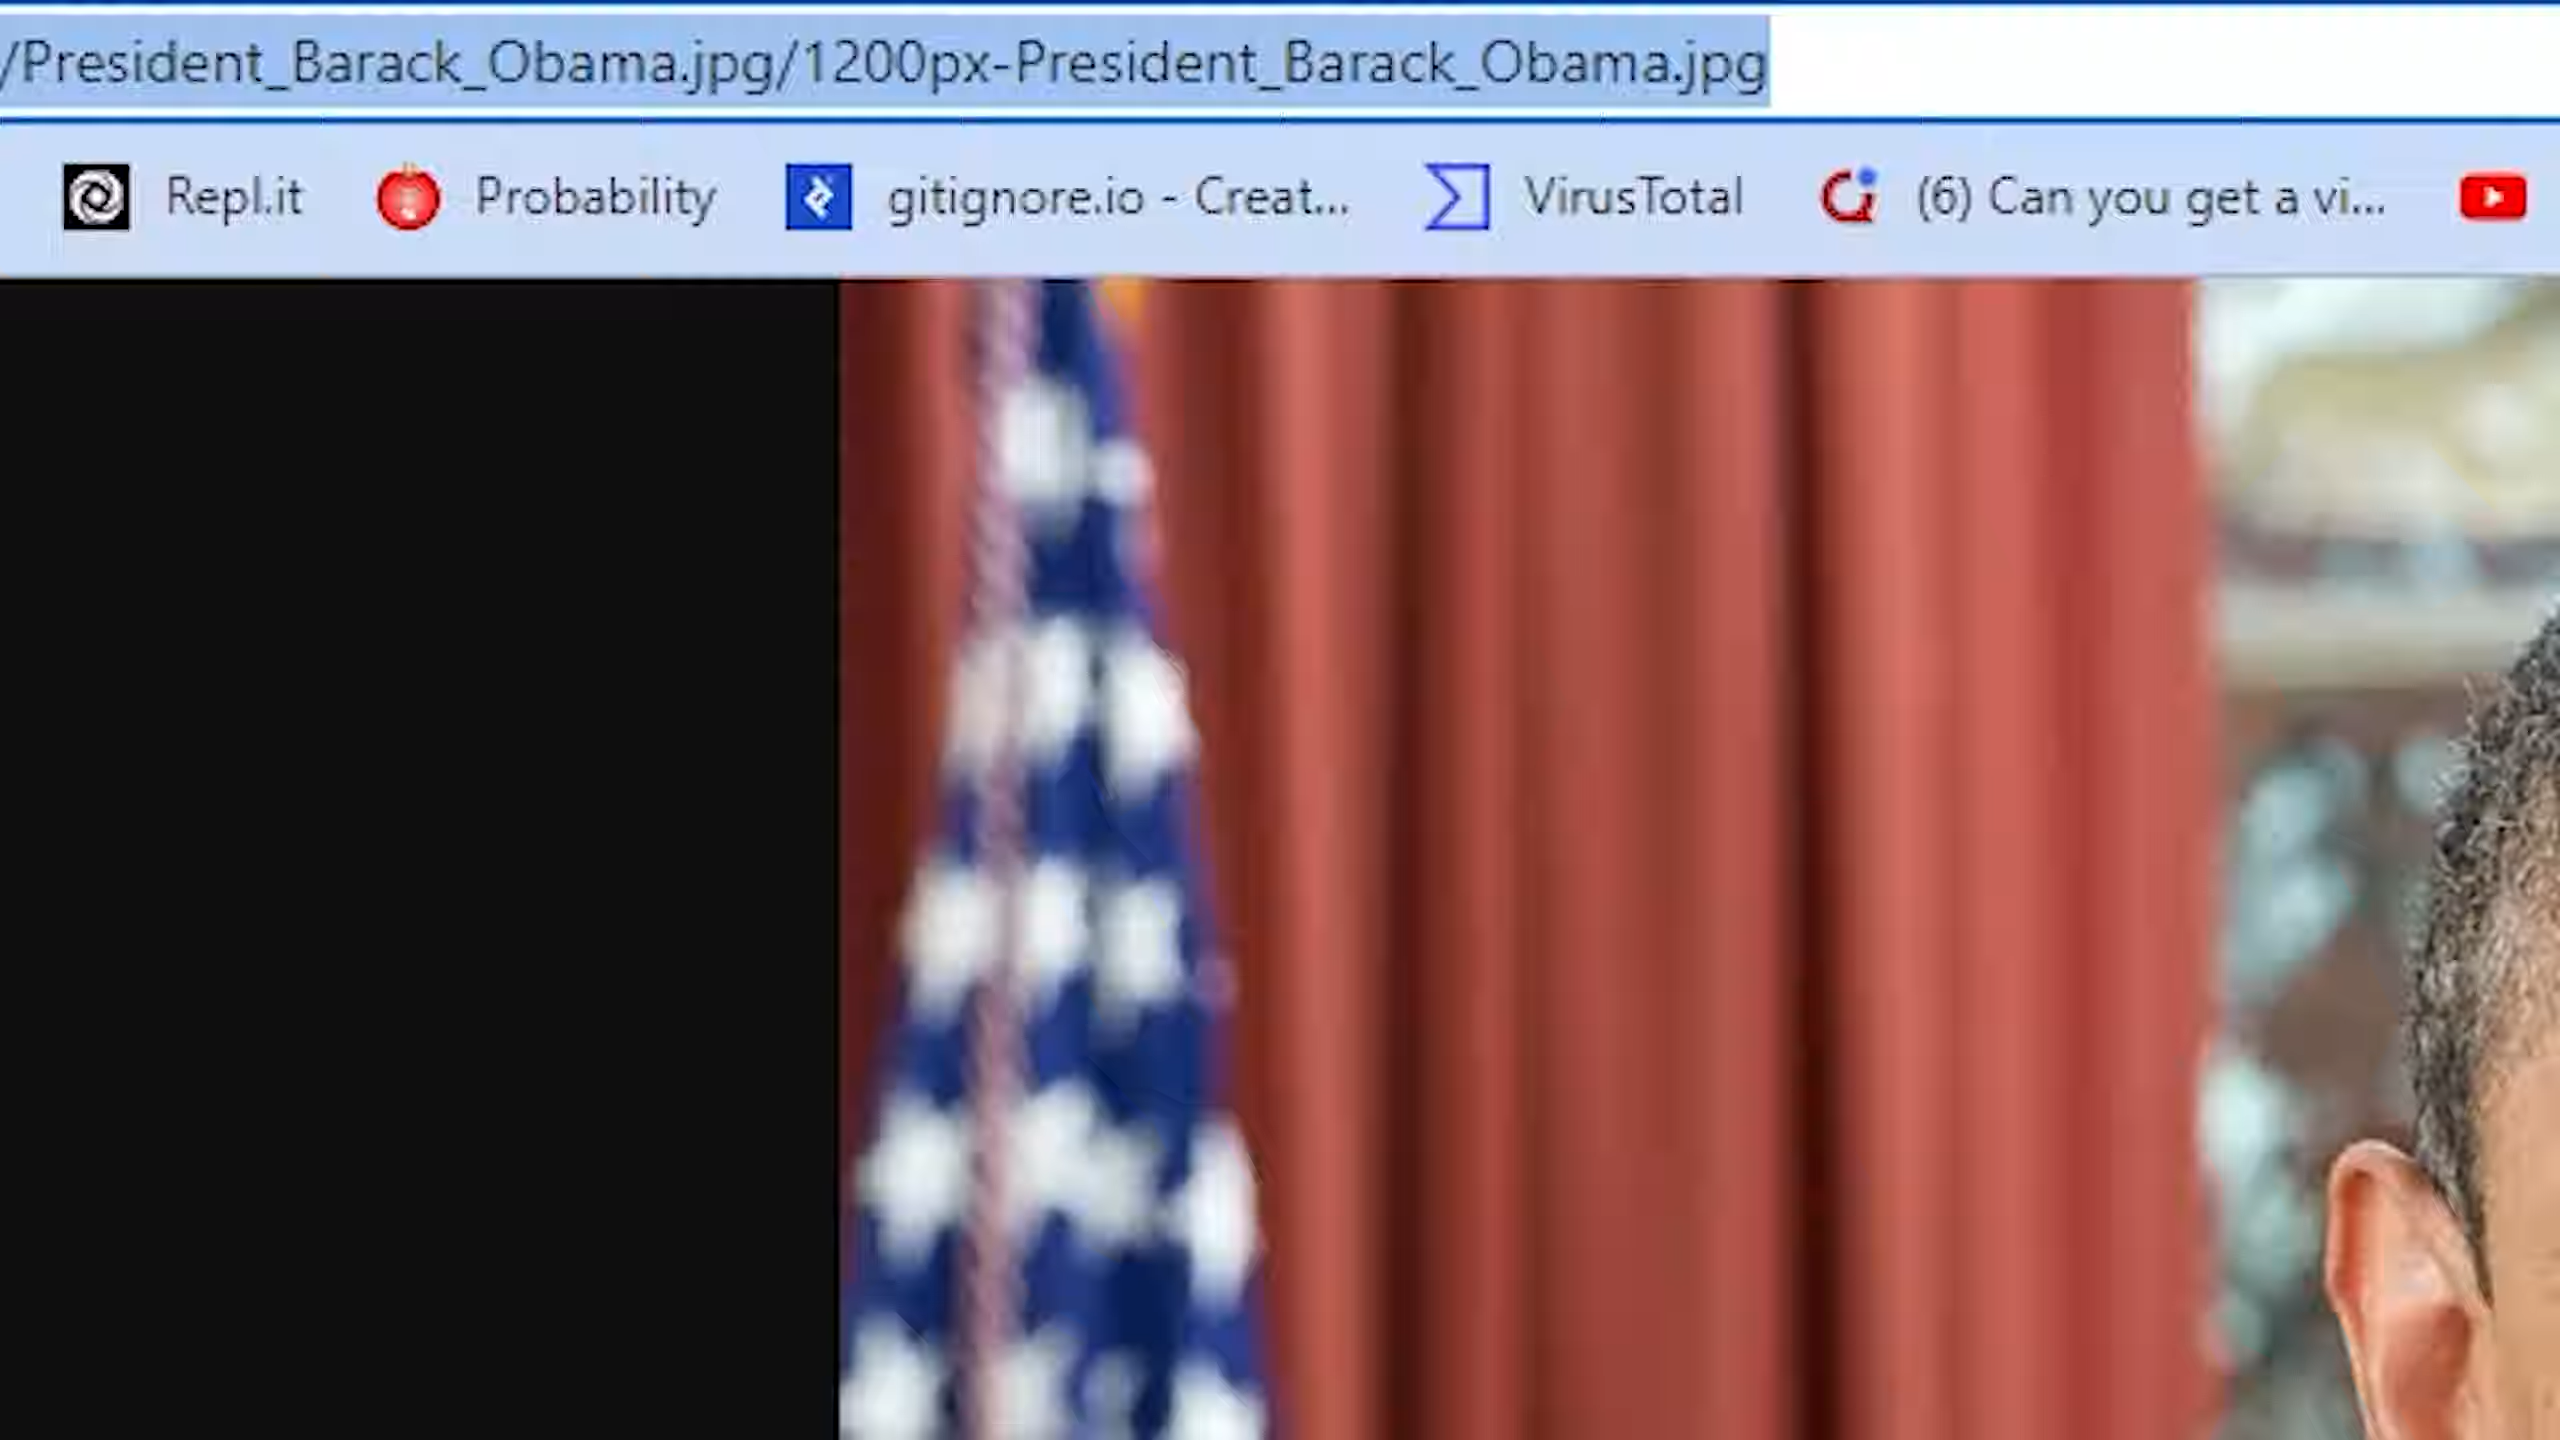 /President_Barack_Obama.jpg/1200px-President_Barack_Obama.jpg
Repl.it Probability gitignore.io - Creat... VirusTotal (6) Can you get a vi...